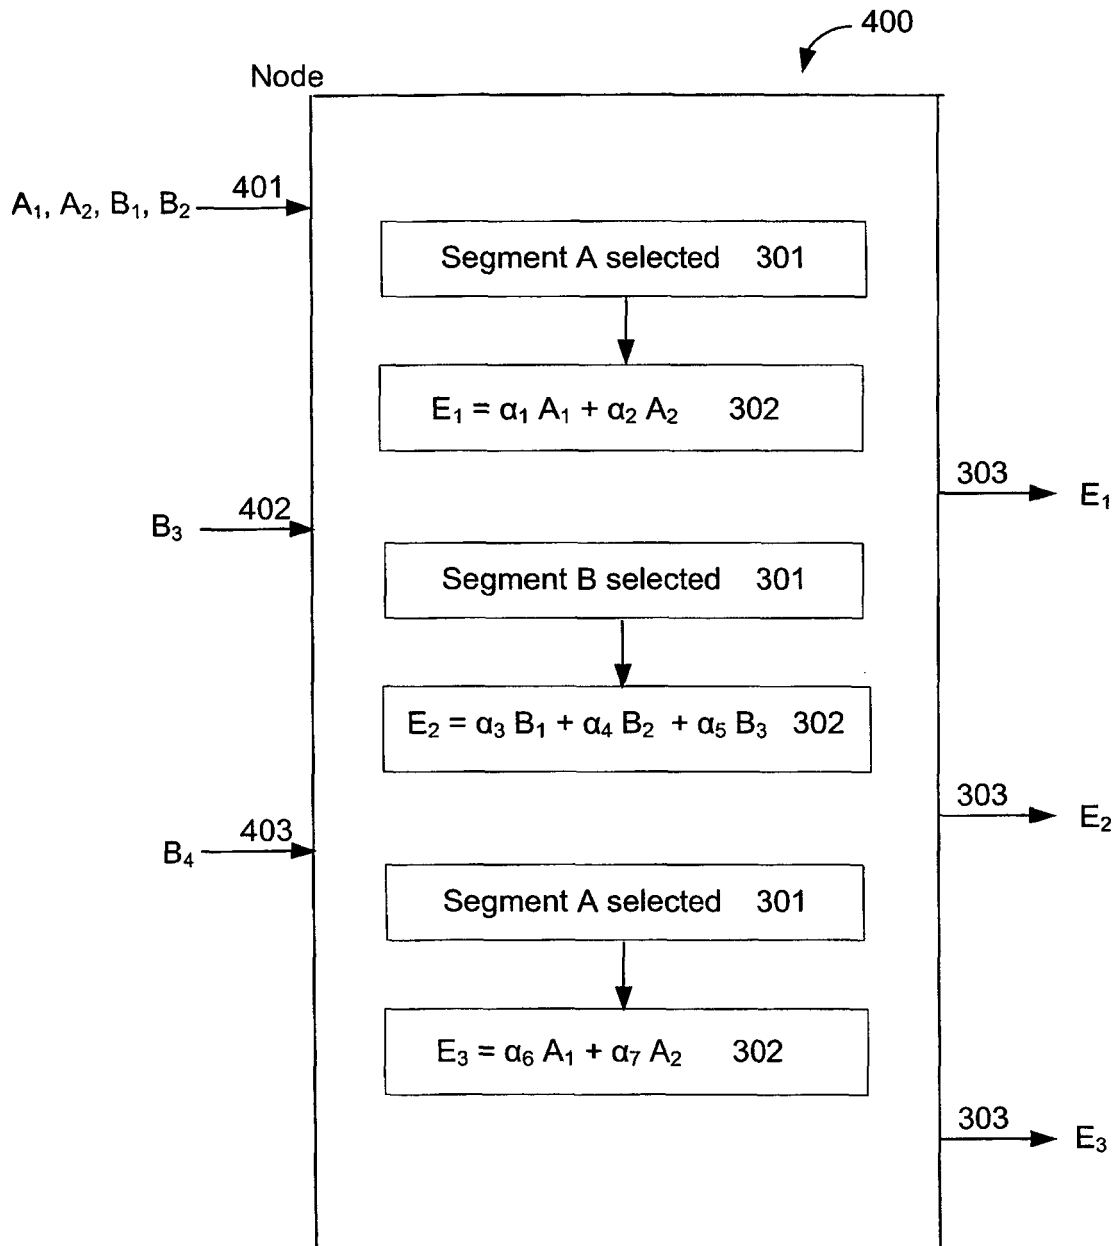 400
Node
401
A₁, A₂, B₁, B₂
Segment A selected 301
E₁ = α₁ A₁ + α₂ A₂ 302
303
E₁
402
B₃
Segment B selected 301
E₂ = α₃ B₁ + α₄ B₂ + α₅ B₃ 302
303
E₂
403
B₄
Segment A selected 301
E₃ = α₆ A₁ + α₇ A₂ 302
303
E₃